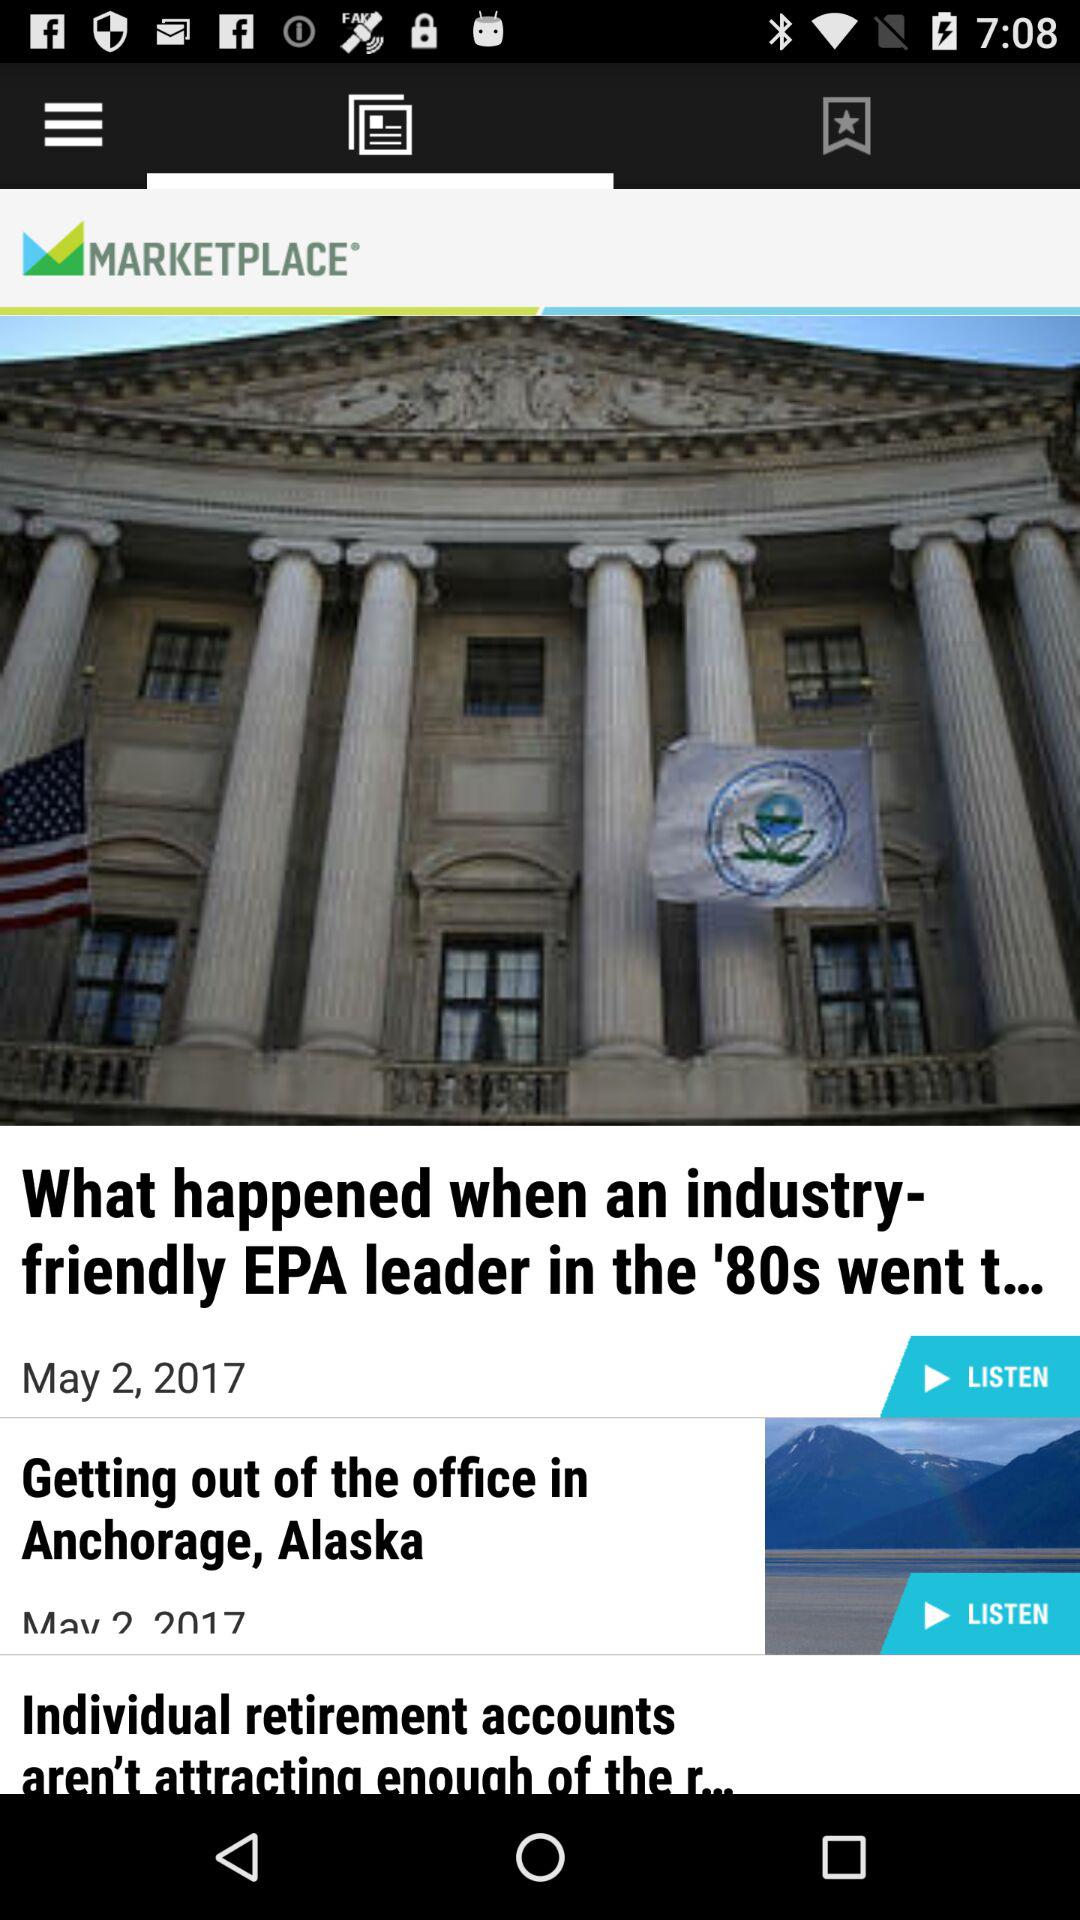 FAKE
7:08
MARKETPLACE®
What happened when an industry-
friendly EPA leader in the '80s went t...
May 2, 2017
LISTEN
Getting out of the office in
Anchorage, Alaska
May 2, 2017
LISTEN
Individual retirement accounts
aren’t attracting enough of the r...